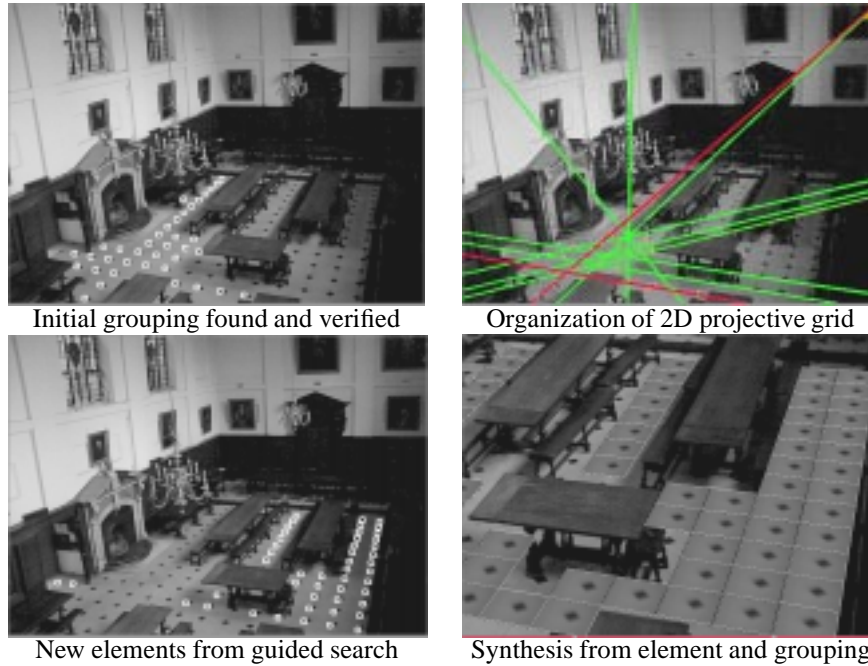 Initial grouping found and verified
Organization of 2D projective grid
New elements from guided search
Synthesis from element and grouping